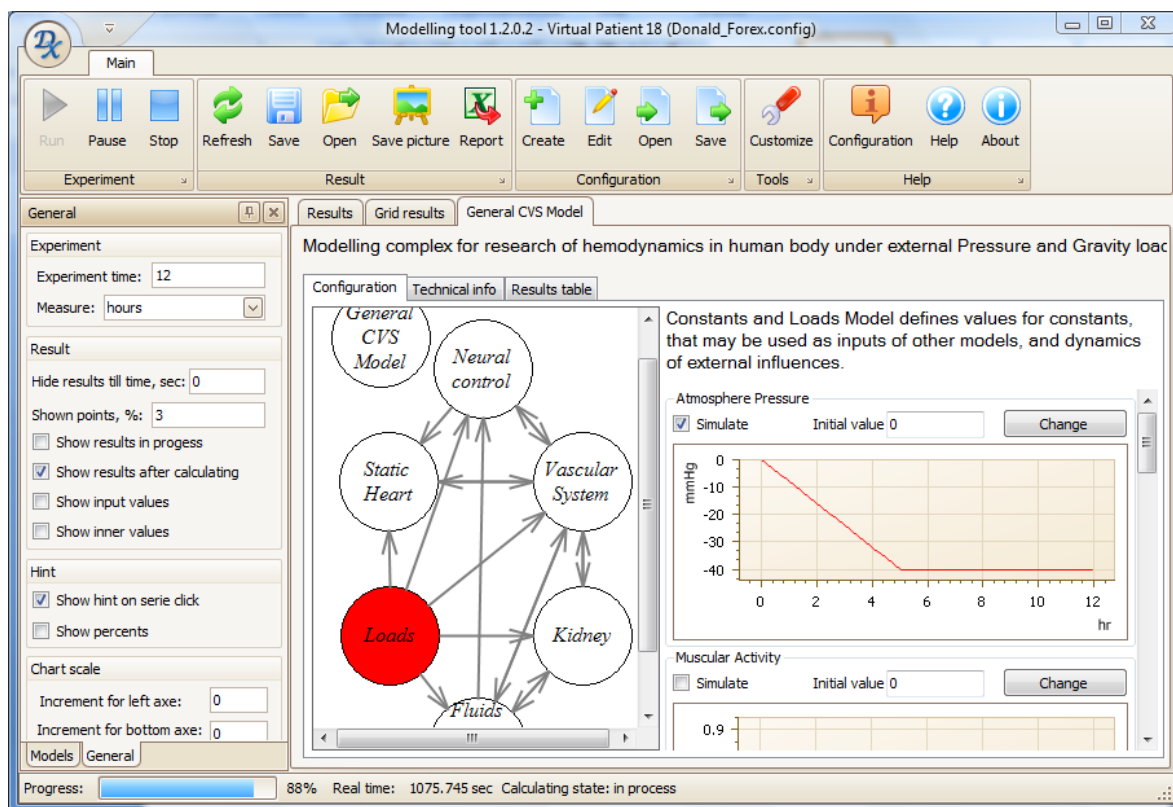 Modelling tool 1.2.0.2 - Virtual Patient 18 (Donald_Forex.config)
DX
Main
Run Pause Stop Refresh Save Open Save picture Report Create Edit Open Save Customize Configuration Help About
Experiment Result Configuration Tools Help
General
Experiment
Experiment time: 12
Measure: hours
Result
Hide results till time, sec: 0
Shown points, %: 3
Show results in progess
Show results after calculating
Show input values
Show inner values
Hint
Show hint on serie click
Show percents
Chart scale
Increment for left axe: 0
Increment for bottom axe: 0
Models General
Results Grid results General CVS Model
Modelling complex for research of hemodynamics in human body under external Pressure and Gravity load
Configuration Technical info Results table
General
CVS
Model
Neural
control
Static
Heart
Vascular
System
Loads
Kidney
Fluids
Constants and Loads Model defines values for constants,
that may be used as inputs of other models, and dynamics
of external influences.
Atmosphere Pressure
Simulate Initial value 0 Change
mmHg
0
-10
-20
-30
-40
0 2 4 6 8 10 12
hr
Muscular Activity
Simulate Initial value 0 Change
0.9
Progress: 88% Real time: 1075.745 sec Calculating state: in process